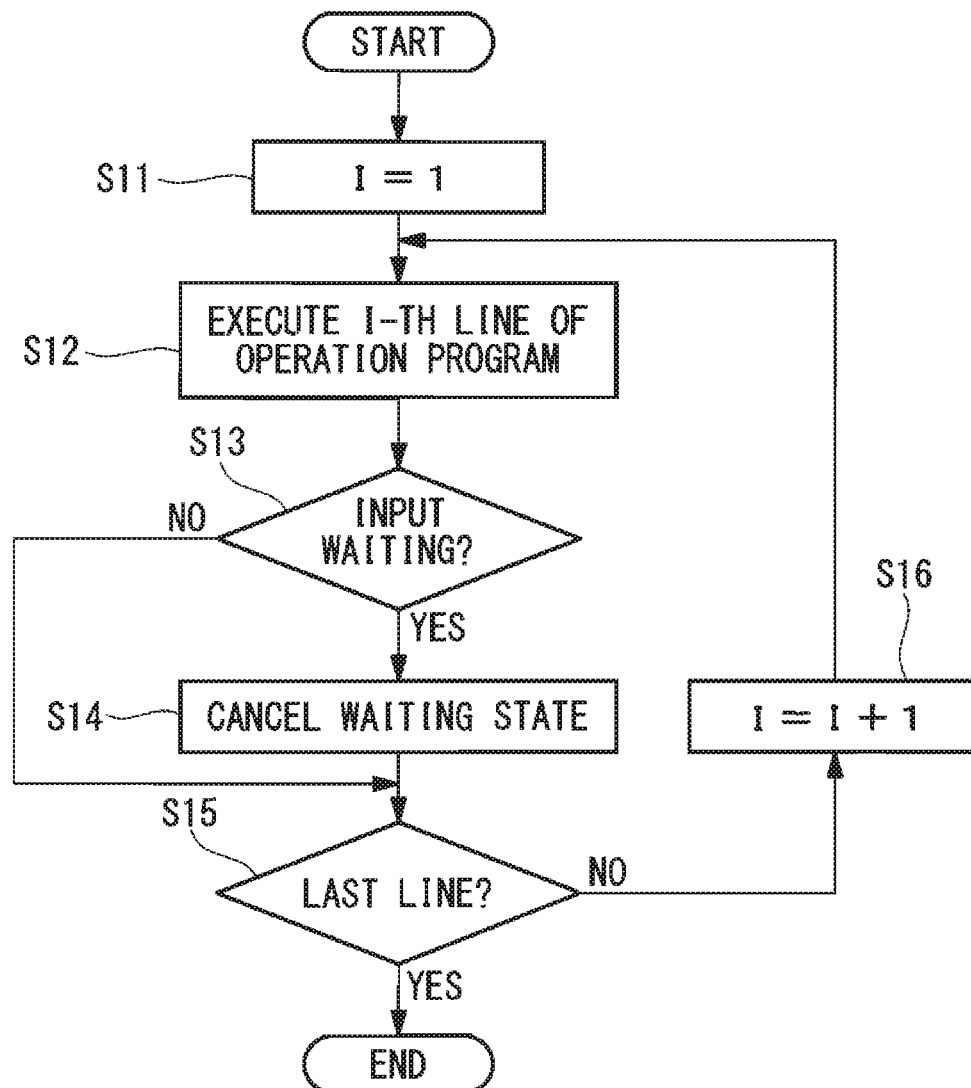 START
S11
I = 1
S12
EXECUTE I-TH LINE OF
OPERATION PROGRAM
S13
NO
INPUT
WAITING?
YES
S16
S14
CANCEL WAITING STATE
I = I + 1
S15
LAST LINE?
NO
YES
END